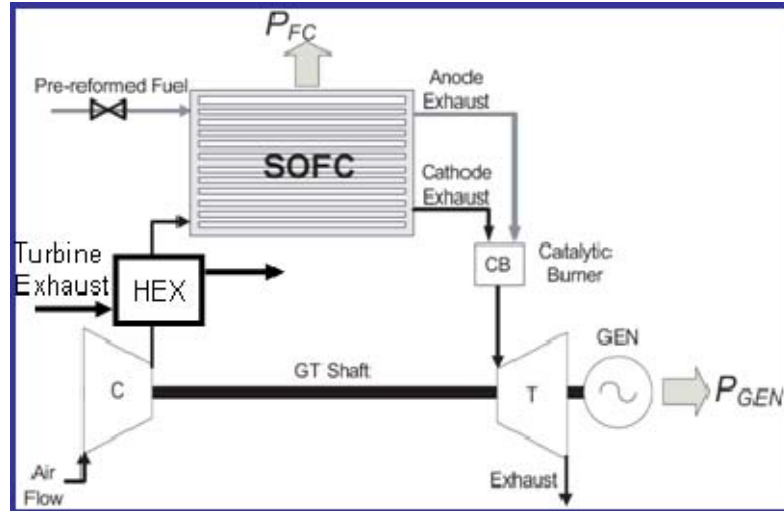 P_FC
Pre-reformed Fuel
Anode
Exhaust
SOFC
Cathode
Exhaust
Turbine
Exhaust
HEX
CB
Catalytic
Burner
GEN
GT Shaft
C
T
P_GEN
Air
Flow
Exhaust